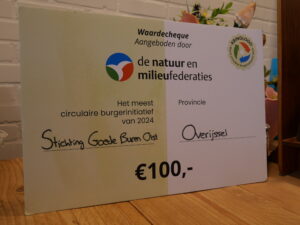 Waardecheque
Aangeboden door
de natuur en
milieufederaties
Het meest
circulaire burgerinitiatief
van 2024
Provincie
Stichting Goede Buren Olst
Overijssel
€100,-